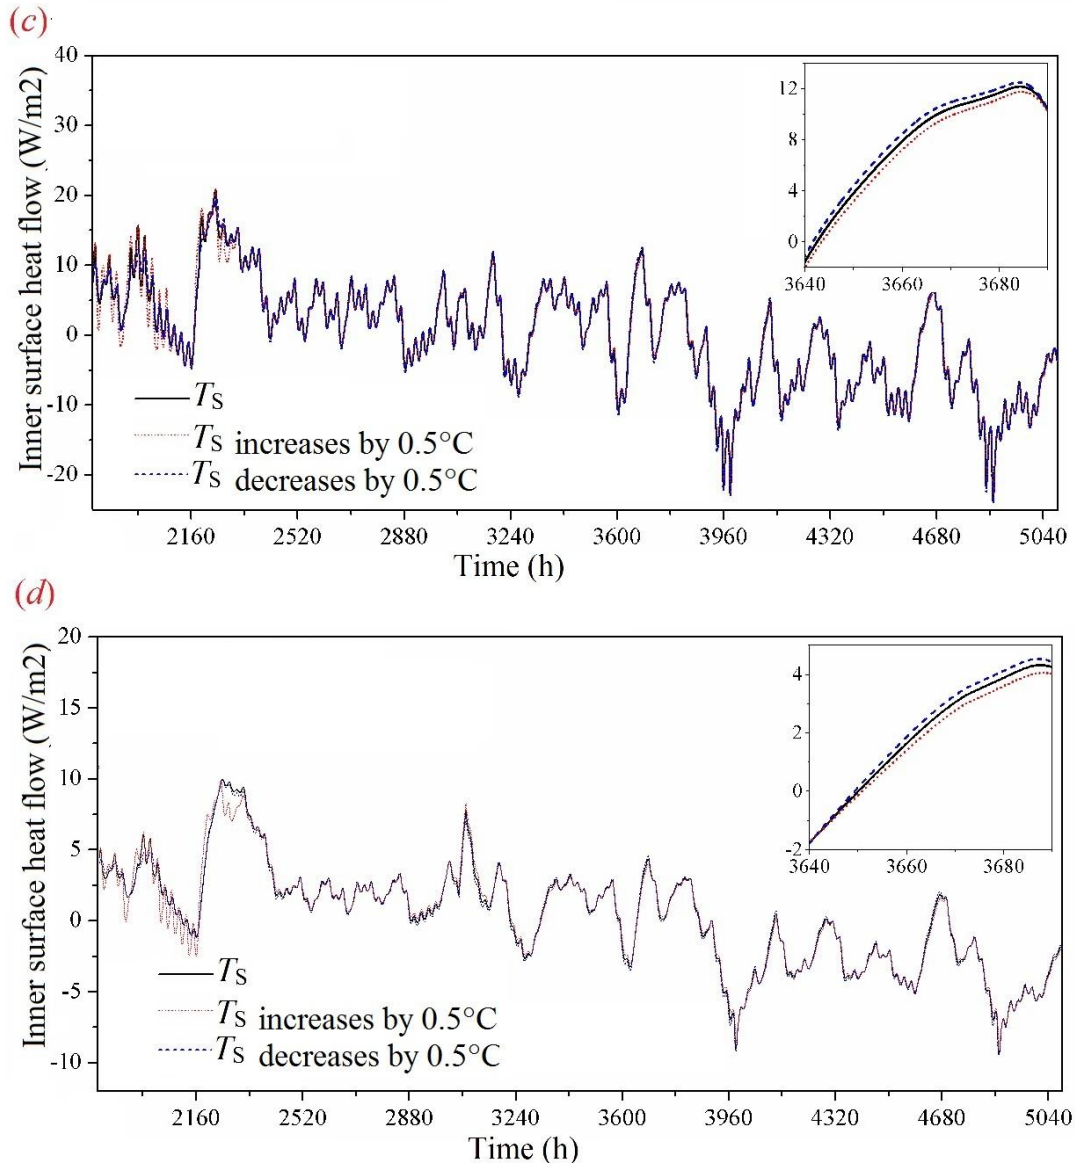 (c)
Inner surface heat flow (W/m2)
40
30
20
10
0
-10
-20
12
8
4
0
3640 3660 3680
TS
TS increases by 0.5°C
TS decreases by 0.5°C
2160 2520 2880 3240 3600 3960 4320 4680 5040
Time (h)
(d)
Inner surface heat flow (W/m2)
20
15
10
5
0
-5
-10
4
2
0
-2
3640 3660 3680
TS
TS increases by 0.5°C
TS decreases by 0.5°C
2160 2520 2880 3240 3600 3960 4320 4680 5040
Time (h)